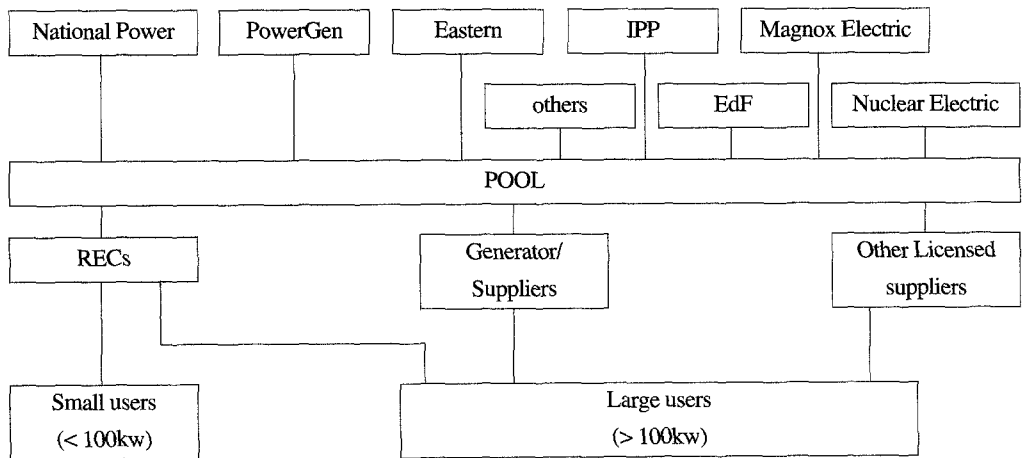 National Power
PowerGen
Eastern
IPP
Magnox Electric
others
EdF
Nuclear Electric
POOL
RECs
Generator/
Suppliers
Other Licensed
suppliers
Small users
(< 100kw)
Large users
(> 100kw)